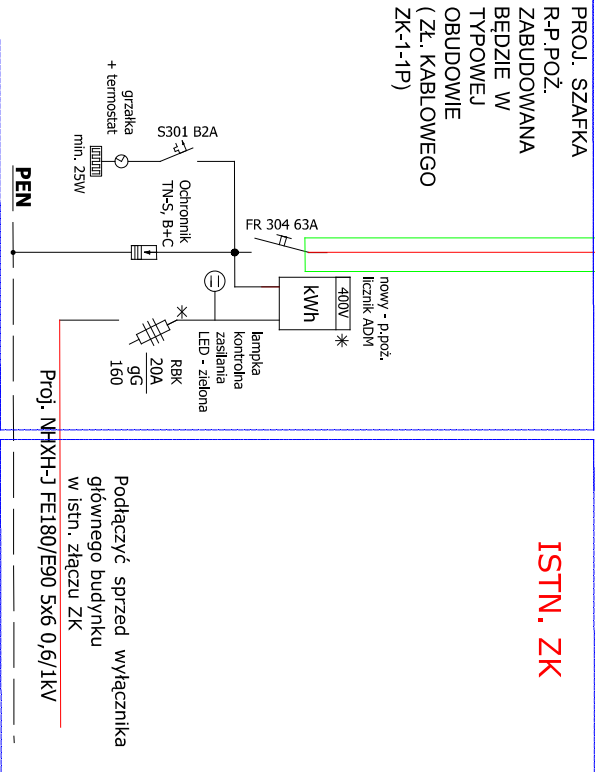 PROJ. SZAFKA
R-P.POŻ.
ZABUDOWANA
BĘDZIE W
TYPOWEJ
OBUDOWIE
( ZŁ. KABLOWEGO
ZK-1-1P)
ISTN. ZK
nowy - p.poż.
licznik ADM
400V
kWh
FR 304 63A
lampka
kontrolna
zasilania
LED - zielona
S301 B2A
Ochronnik
TN-S, B+C
RBK
20A
gG
160
grzałka
+ termostat
min. 25W
Podłączyć sprzed wyłącznika
głównego budynku
w istn. złączu ZK
Proj. NHXH-J FE180/E90 5x6 0,6/1kV
PEN